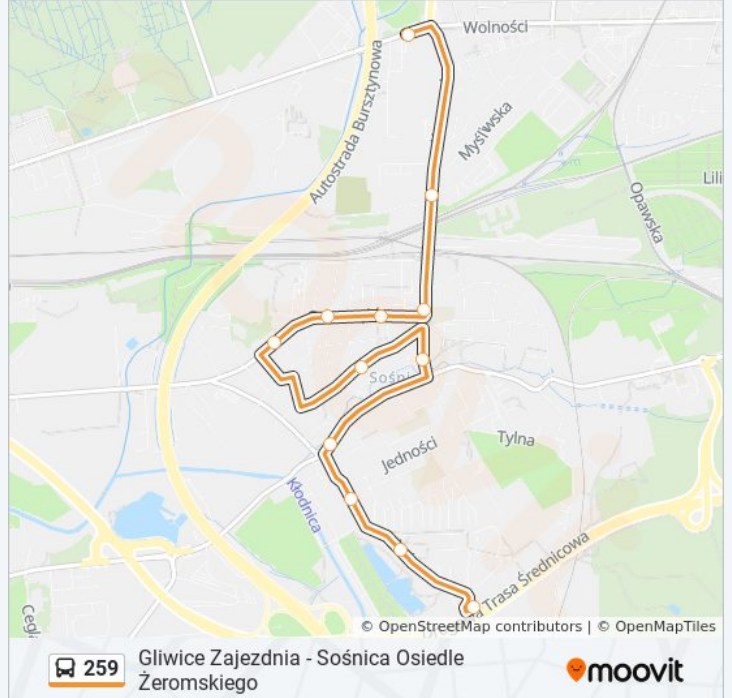 Wolności
Autostrada Bursztynowa
Myśliwska
Lili
Opawska
Sośni
Tylna
Jedności
Kłodnica
Trasa Średnicowa
Cegl
© OpenStreetMap contributors | © OpenMapTiles
259
Gliwice Zajezdnia - Sośnica Osiedle
Żeromskiego
moovit